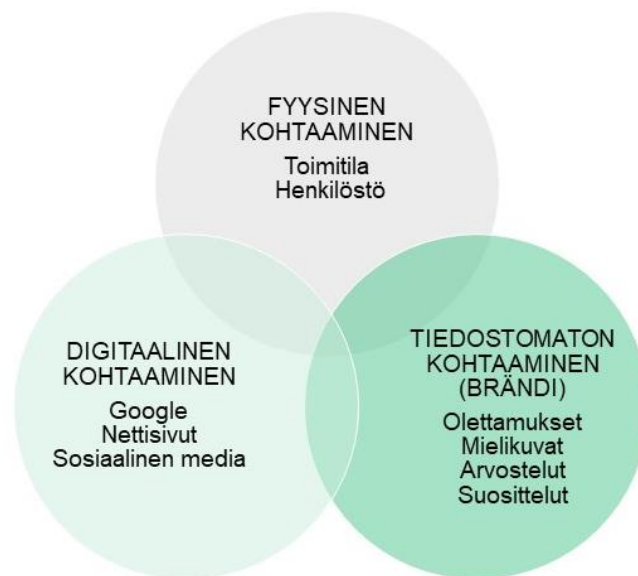 FYYSINEN
KOHTAAMINEN
Toimitila
Henkilöstö
DIGITAALINEN
KOHTAAMINEN
Google
Nettisivut
Sosiaalinen media
TIEDOSTOMATON
KOHTAAMINEN
(BRÄNDI)
Olettamukset
Mielikuvat
Arvostelut
Suosittelut